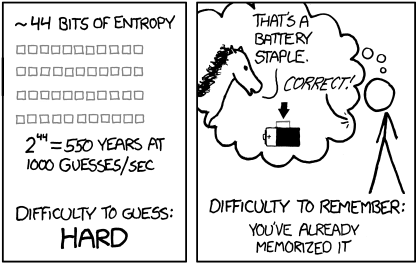 ~44 BITS OF ENTROPY
2^44 = 550 YEARS AT
1000 GUESSES/SEC
DIFFICULTY TO GUESS:
HARD
THAT'S A
BATTERY
STAPLE.
CORRECT!
+
DIFFICULTY TO REMEMBER:
YOU'VE ALREADY
MEMORIZED IT